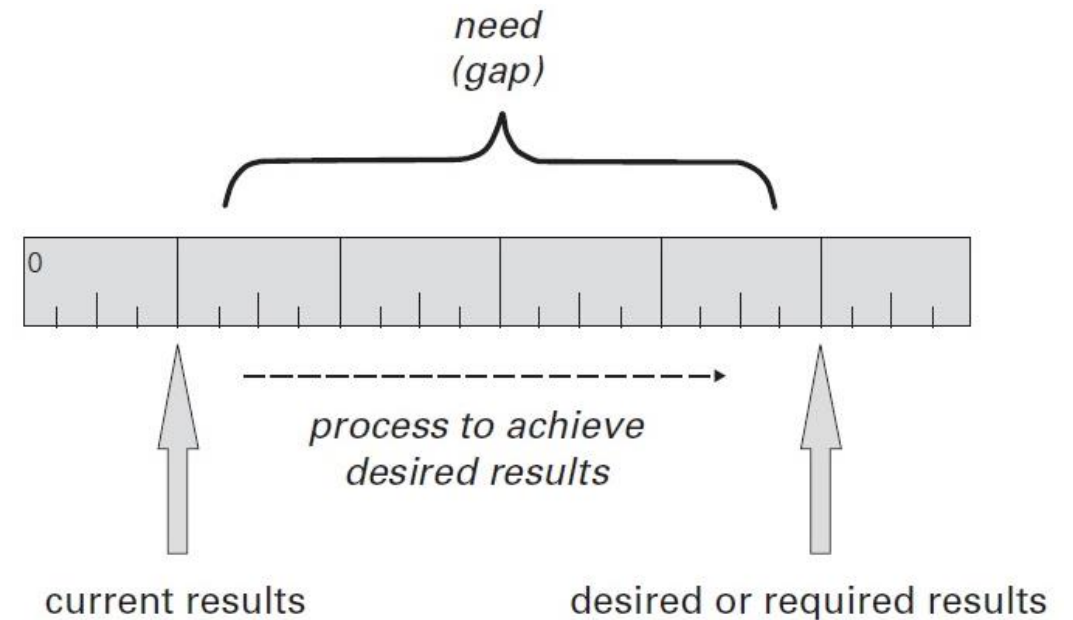 need
(gap)
0
process to achieve
desired results
current results
desired or required results